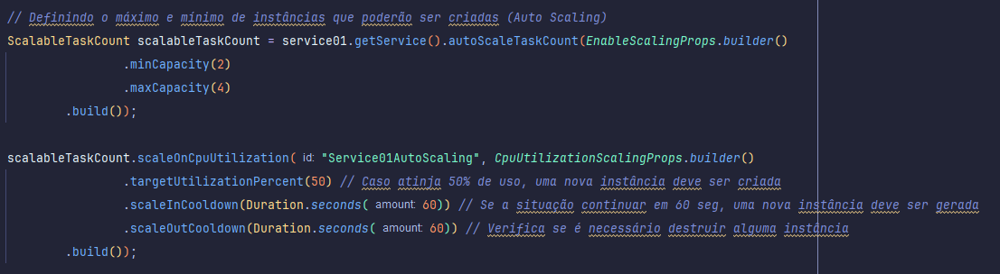 // Definindo o máximo e mínimo de instâncias que poderão ser criadas (Auto Scaling)
ScalableTaskCount scalableTaskCount = service01.getService().autoScaleTaskCount(EnableScalingProps.builder()
.minCapacity(2)
.maxCapacity(4)
.build());
scalableTaskCount.scaleOnCpuUtilization( id: "Service01AutoScaling", CpuUtilizationScalingProps.builder()
.targetUtilizationPercent(50) // Caso atinja 50% de uso, uma nova instância deve ser criada
.scaleInCooldown(Duration.seconds( amount: 60)) // Se a situação continuar em 60 seg, uma nova instância deve ser gerada
.scaleOutCooldown(Duration.seconds( amount: 60)) // Verifica se é necessário destruir alguma instância
.build());